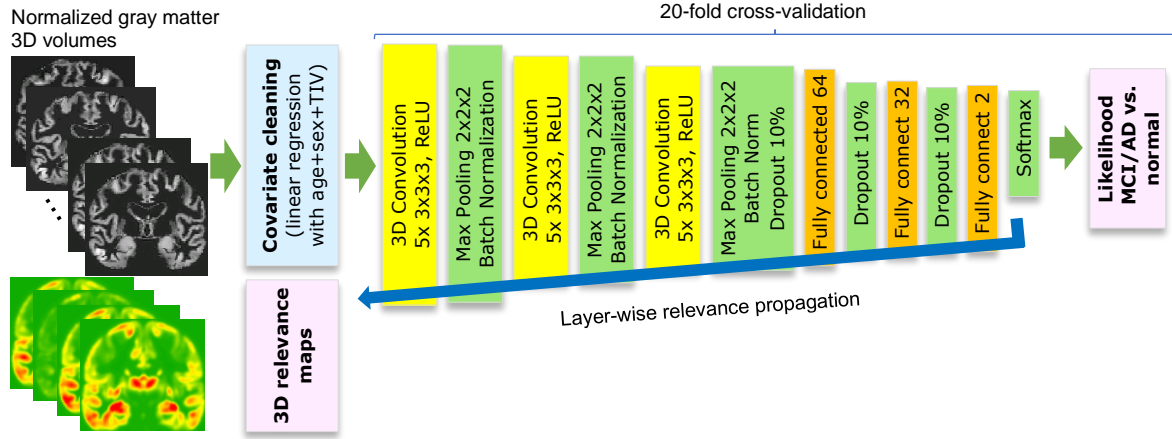 Normalized gray matter
3D volumes
20-fold cross-validation
Covariate cleaning
(linear regression
with age+sex+TIV)
3D Convolution
5x 3x3x3, ReLU
Max Pooling 2x2x2
Batch Normalization
3D Convolution
5x 3x3x3, ReLU
Max Pooling 2x2x2
Batch Normalization
3D Convolution
5x 3x3xl, ReLU
Max Pooling 2x2x2
Batch Norm
Dropout 10%
Fully connected 64
Dropout 10%
Fully connect 32
Dropout 10%
Fully connect 2
Softmax
Likelihood
MCI/AD vs.
normal
Layer-wise relevance propagation
3D relevance
maps